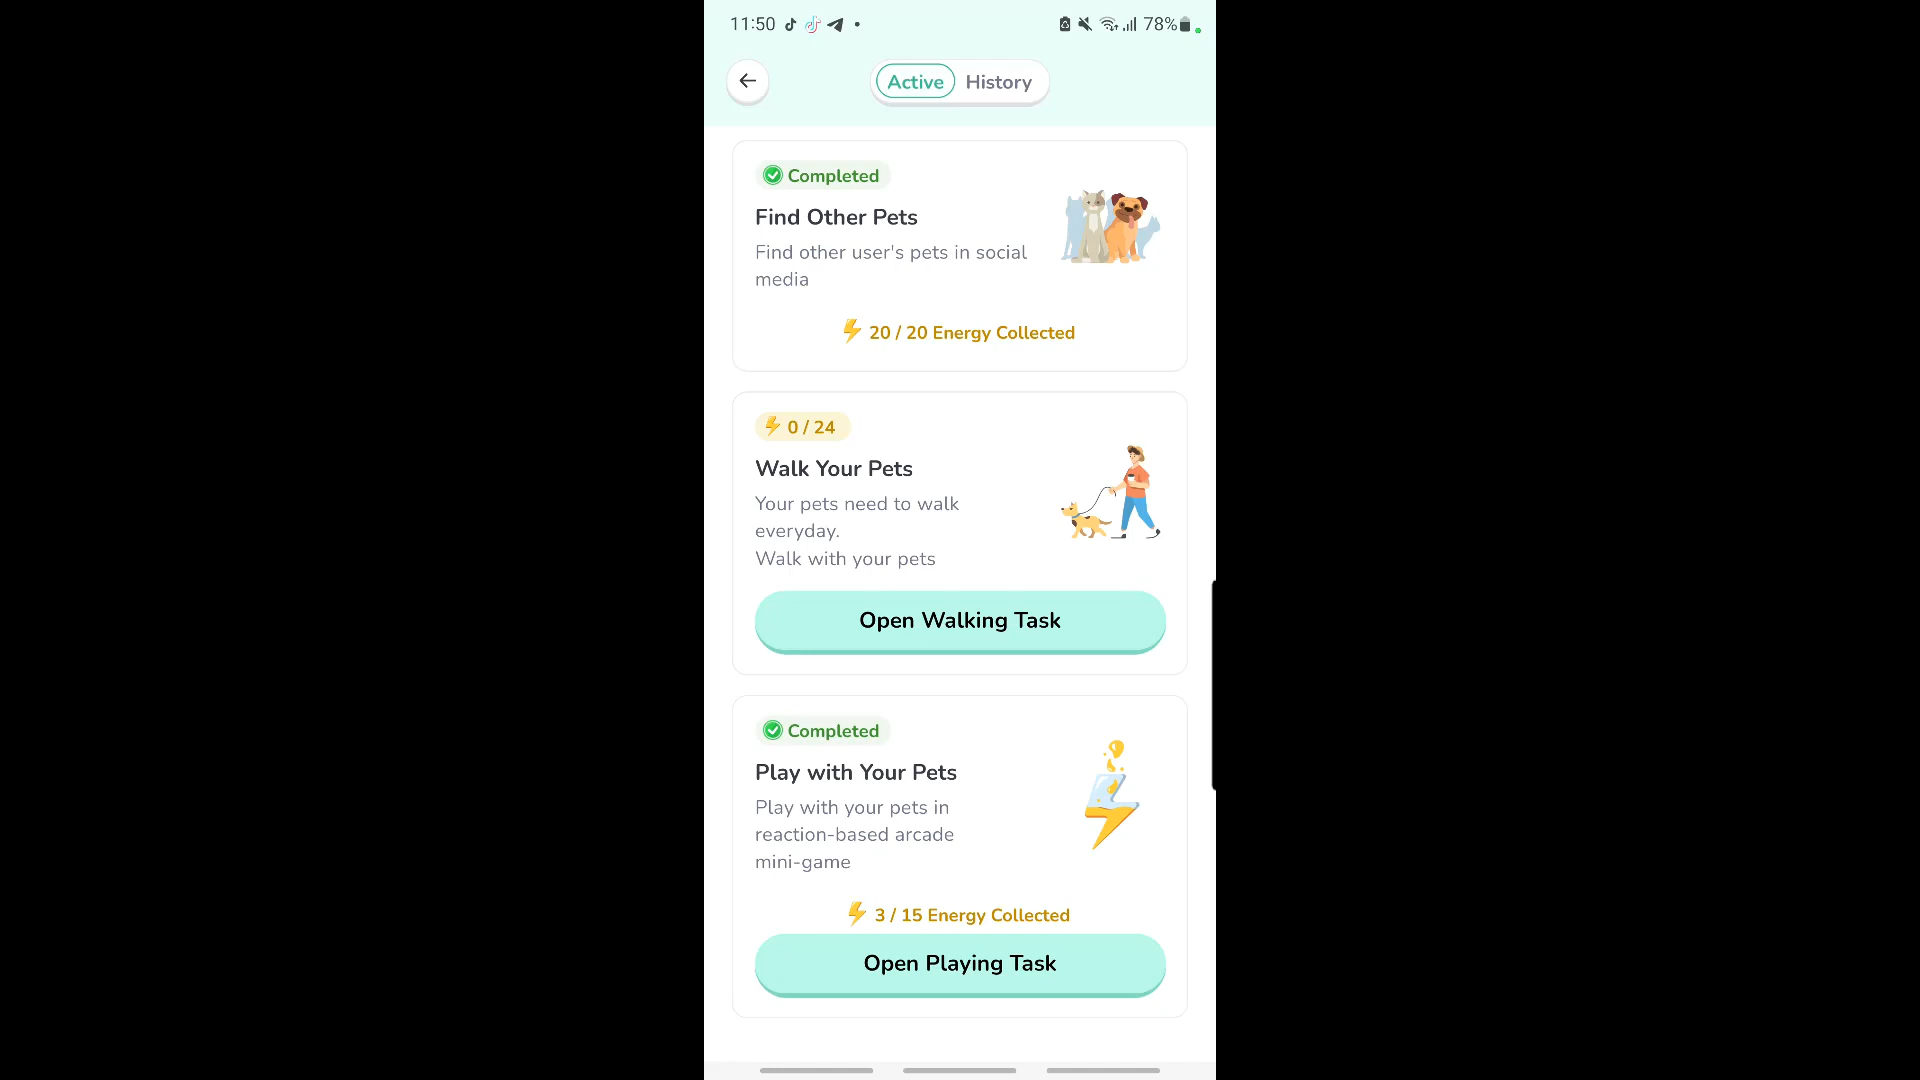 11:50
78%
Active
History
Completed
Find Other Pets
Find other user's pets in social
media
20 / 20 Energy Collected
0 / 24
Walk Your Pets
Your pets need to walk
everyday.
Walk with your pets
Open Walking Task
Completed
Play with Your Pets
Play with your pets in
reaction-based arcade
mini-game
3 / 15 Energy Collected
Open Playing Task